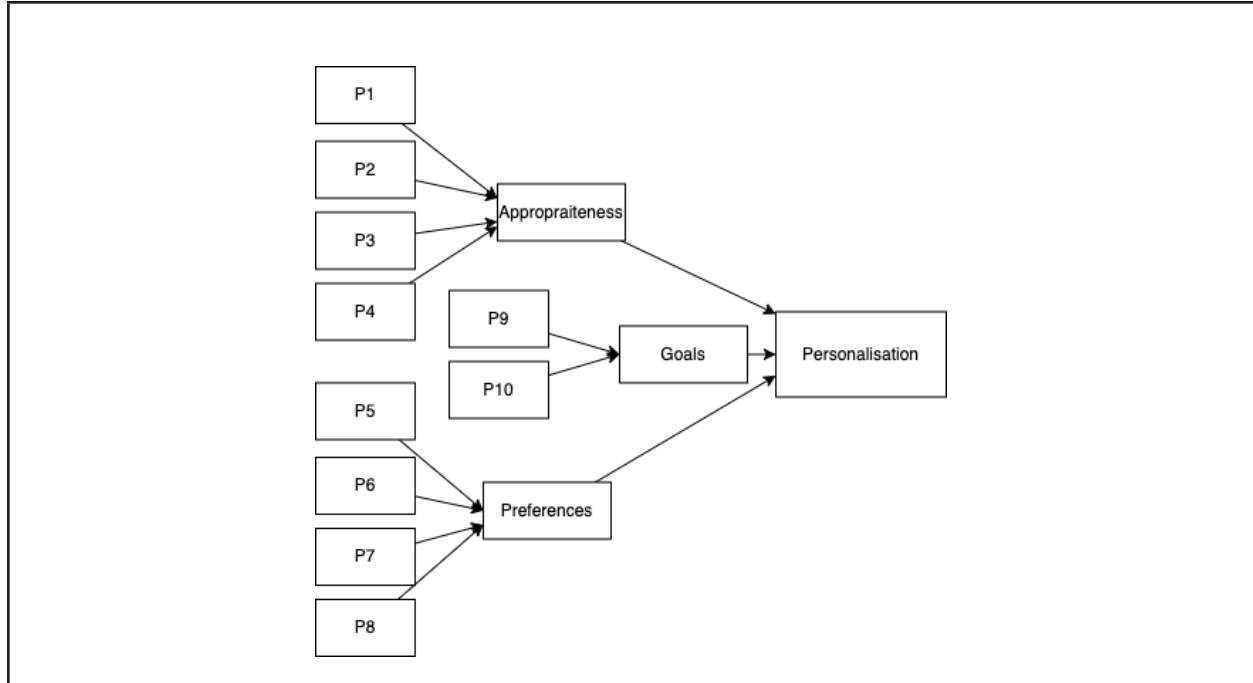 P1
P2
Appropraiteness
P3
P4
P9
Goals
Personalisation
P10
P5
P6
Preferences
P7
P8